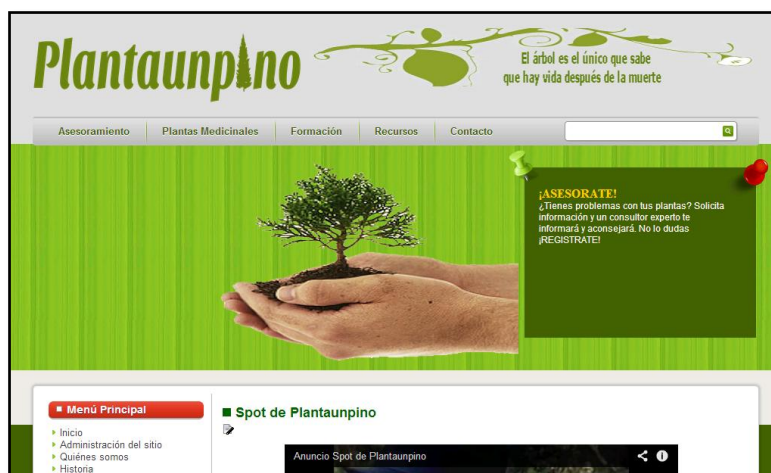 Plantaunpino
El árbol es el único que sabe
que hay vida después de la muerte
Asesoramiento
Plantas Medicinales
Formación
Recursos
Contacto
¡ASESORATE!
¿Tienes problemas con tus plantas? Solicita
información y un consultor experto te
informará y aconsejará. No lo dudas
¡REGISTRATE!
Menú Principal
Inicio
Administración del sitio
Quiénes somos
Historia
Spot de Plantaunpino
Anuncio Spot de Plantaunpino